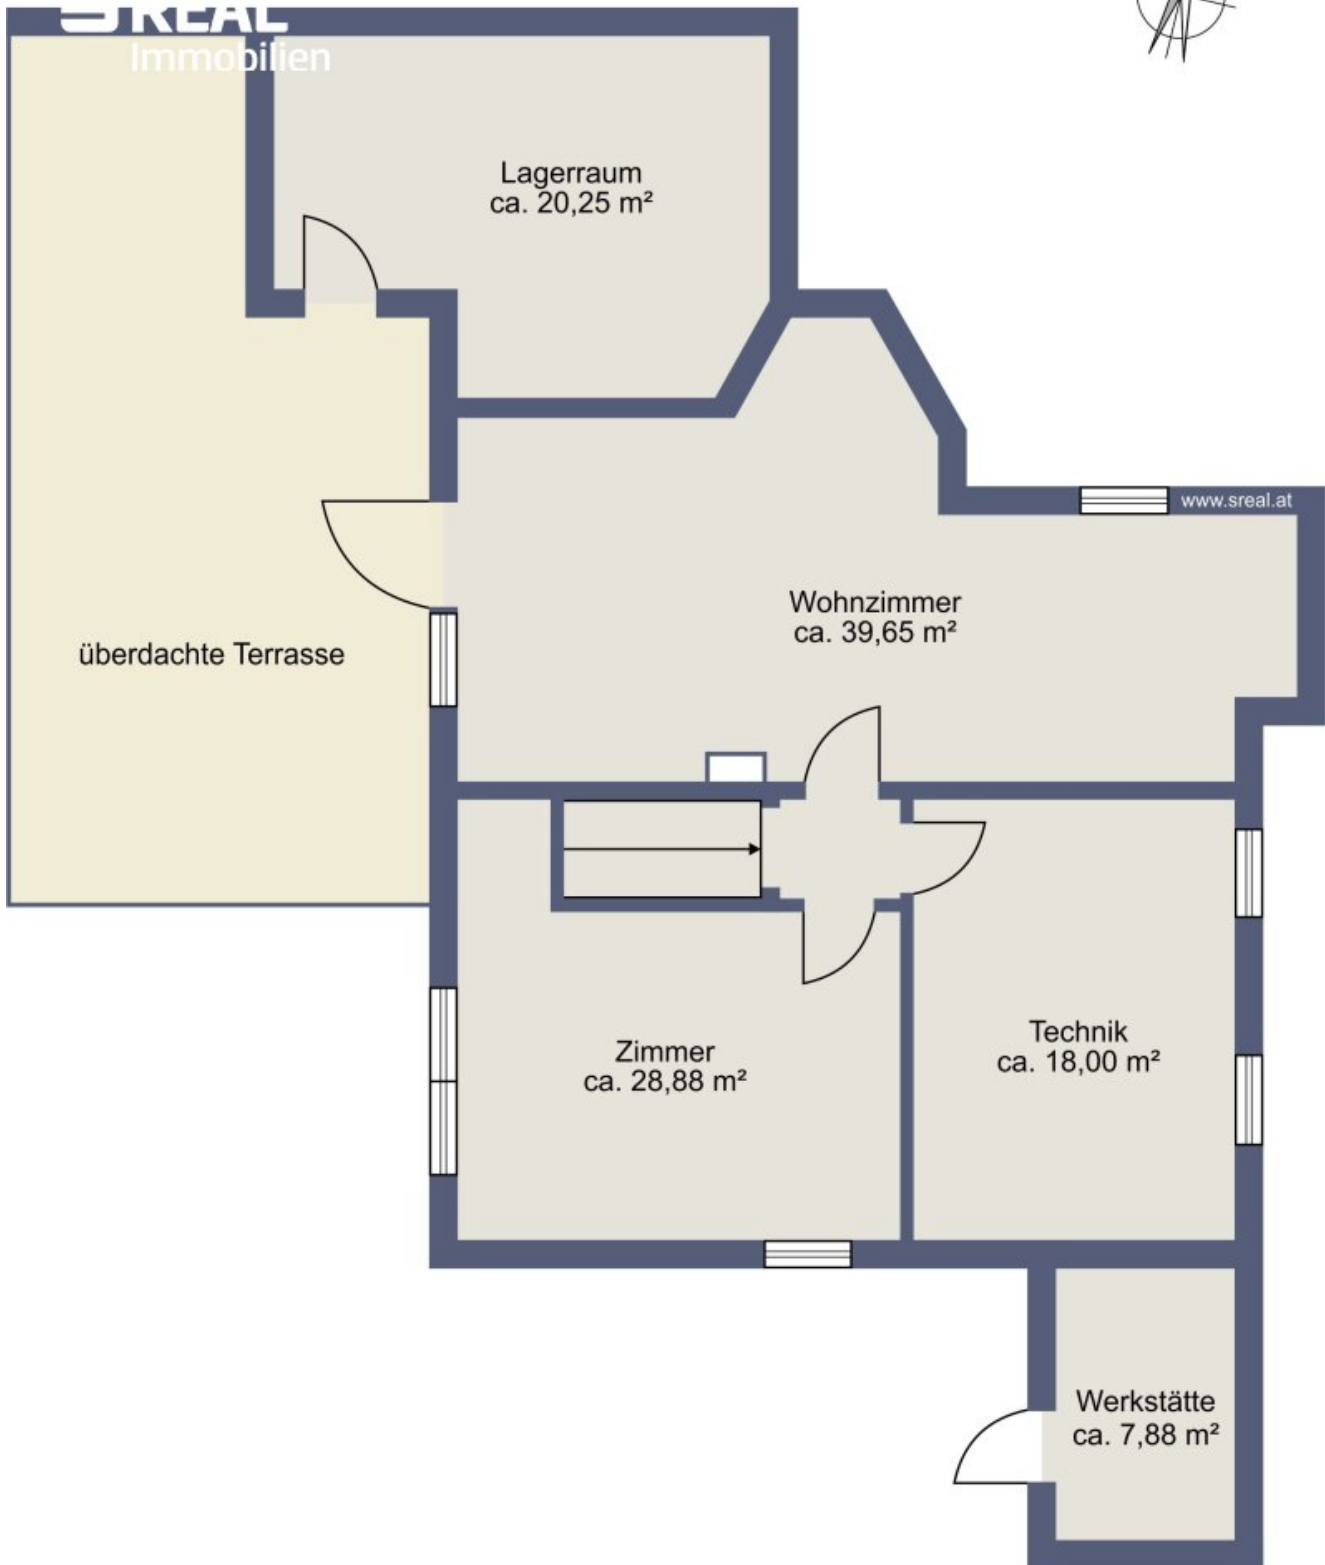 SREAL
Immobilien
Lagerraum
ca. 20,25 m²
www.sreal.at
Wohnzimmer
ca. 39,65 m²
überdachte Terrasse
Zimmer
ca. 28,88 m²
Technik
ca. 18,00 m²
Werkstätte
ca. 7,88 m²